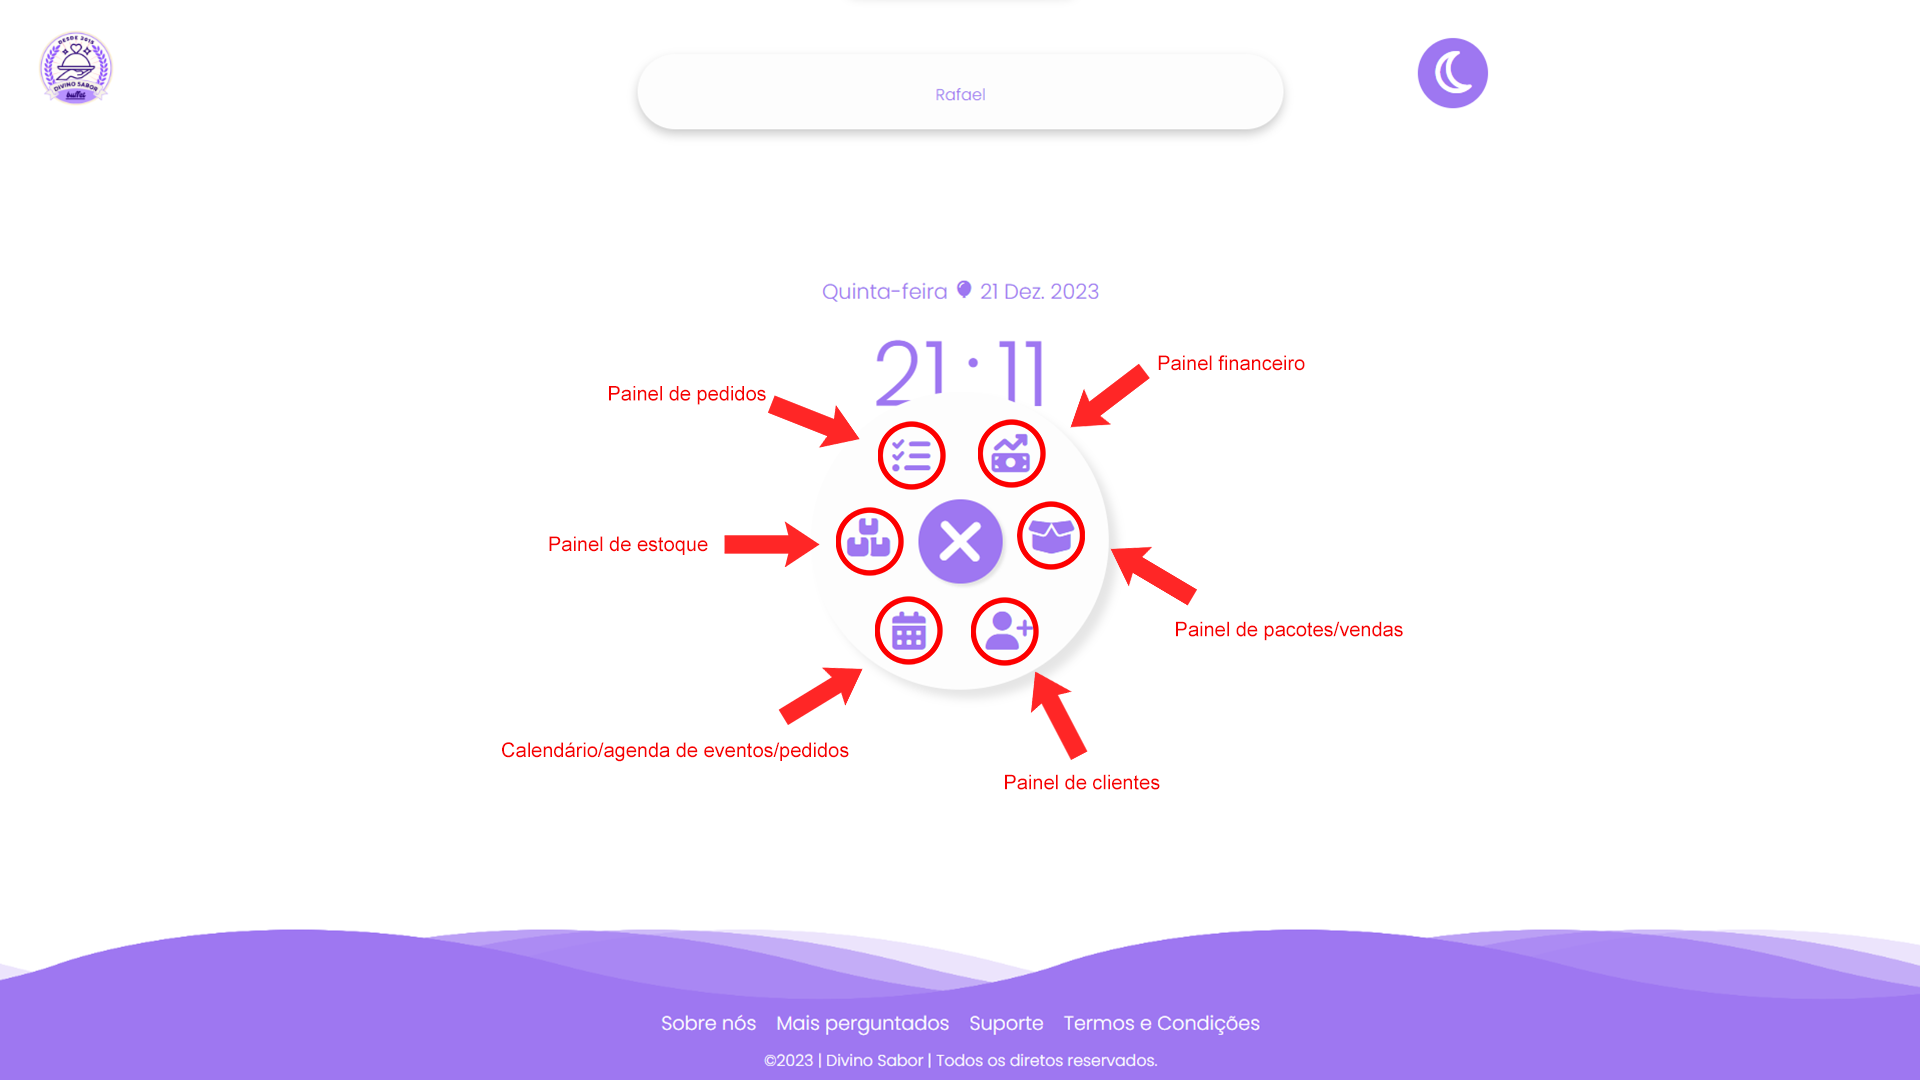 DESDE 2015
DIVINO SABOR
buffet
Rafael
Quinta-feira 21 Dez. 2023
21 · 11
Painel financeiro
Painel de pedidos
Painel de estoque
Painel de pacotes/vendas
Calendário/agenda de eventos/pedidos
Painel de clientes
Sobre nós Mais perguntados Suporte Termos e Condições
©2023 | Divino Sabor | Todos os diretos reservados.